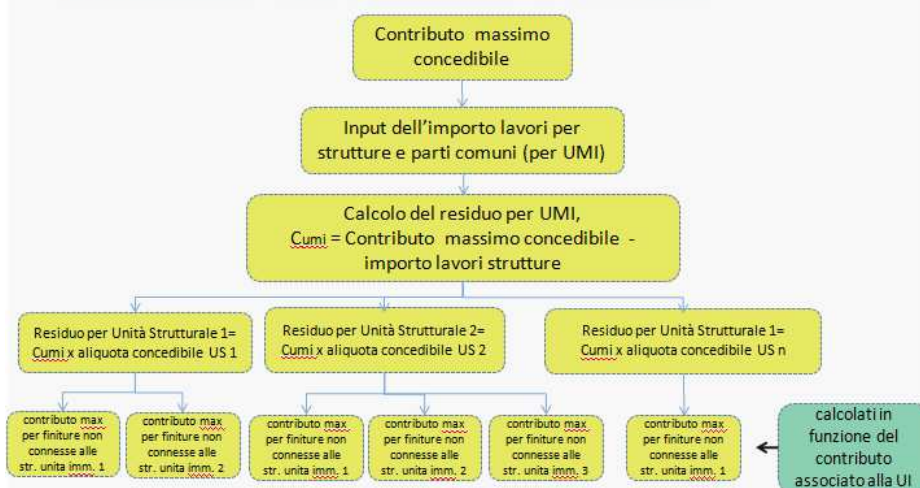 Contributo massimo
concedibile
Input dell'importo lavori per
strutture e parti comuni (per UMI)
Calcolo del residuo per UMI,
Cumi = Contributo massimo concedibile -
importo lavori strutture
Residuo per Unità Strutturale 1=
Cumi x aliquota concedibile US 1
Residuo per Unità Strutturale 2=
Cumi x aliquota concedibile US 2
Residuo per Unità Strutturale 1=
Cumi x aliquota concedibile US n
contributo max
per finiture non
connesse alle
str. unita imm. 1
contributo max
per finiture non
connesse alle
str. unita imm. 2
contributo max
per finiture non
connesse alle
str. unita imm. 1
contributo max
per finiture non
connesse alle
str. unita imm. 2
contributo max
per finiture non
connesse alle
str. unita imm. 3
contributo max
per finiture non
connesse alle
str. unita imm. 1
calcolati in
funzione del
contributo
associato alla UI